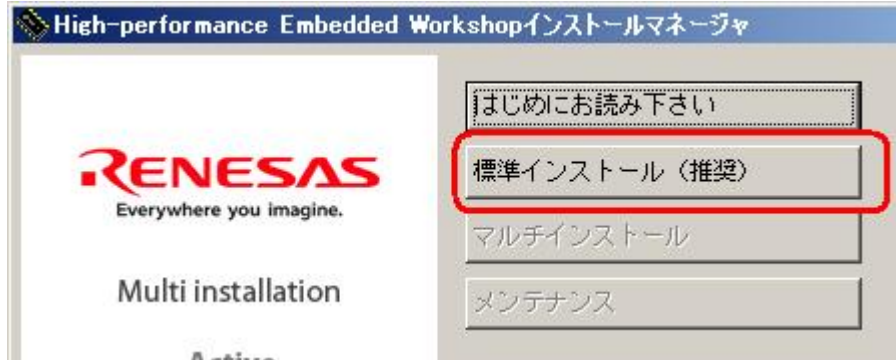 High-performance Embedded Workshopインストールマネージャ
RENESAS
Everywhere you imagine.
Multi installation
Active
はじめにお読み下さい
標準インストール（推奨）
マルチインストール
メンテナンス